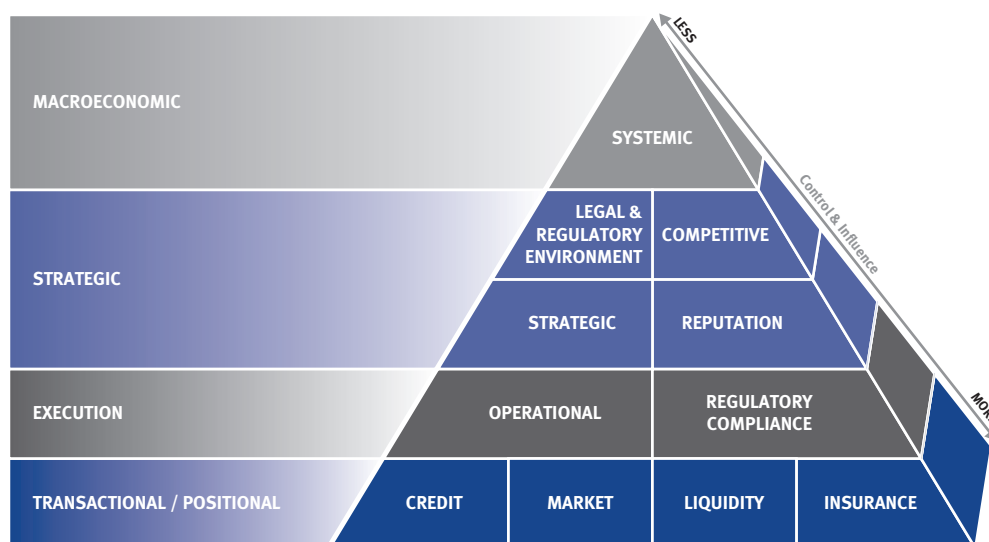 LESS
MACROECONOMIC
SYSTEMIC
Control & Influence
LEGAL &
REGULATORY
ENVIRONMENT
COMPETITIVE
STRATEGIC
STRATEGIC
REPUTATION
EXECUTION
OPERATIONAL
REGULATORY
COMPLIANCE
TRANSACTIONAL / POSITIONAL
CREDIT
MARKET
LIQUIDITY
INSURANCE